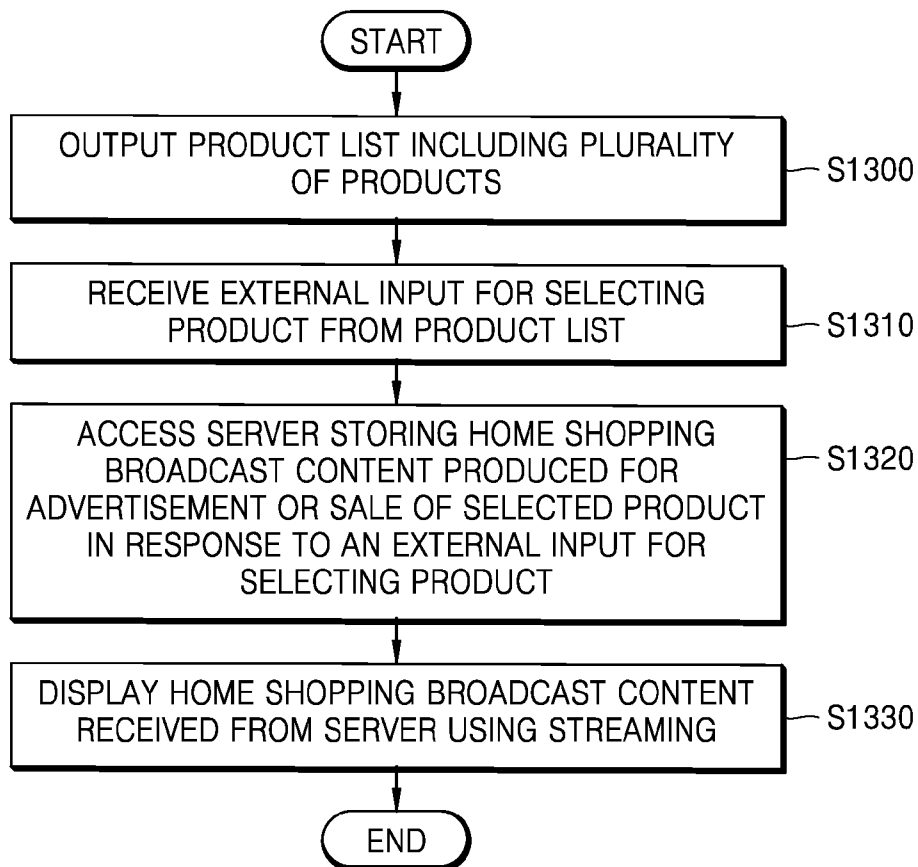 START
OUTPUT PRODUCT LIST INCLUDING PLURALITY
OF PRODUCTS
S1300
RECEIVE EXTERNAL INPUT FOR SELECTING
PRODUCT FROM PRODUCT LIST
S1310
ACCESS SERVER STORING HOME SHOPPING
BROADCAST CONTENT PRODUCED FOR
ADVERTISEMENT OR SALE OF SELECTED PRODUCT
IN RESPONSE TO AN EXTERNAL INPUT FOR
SELECTING PRODUCT
S1320
DISPLAY HOME SHOPPING BROADCAST CONTENT
RECEIVED FROM SERVER USING STREAMING
S1330
END